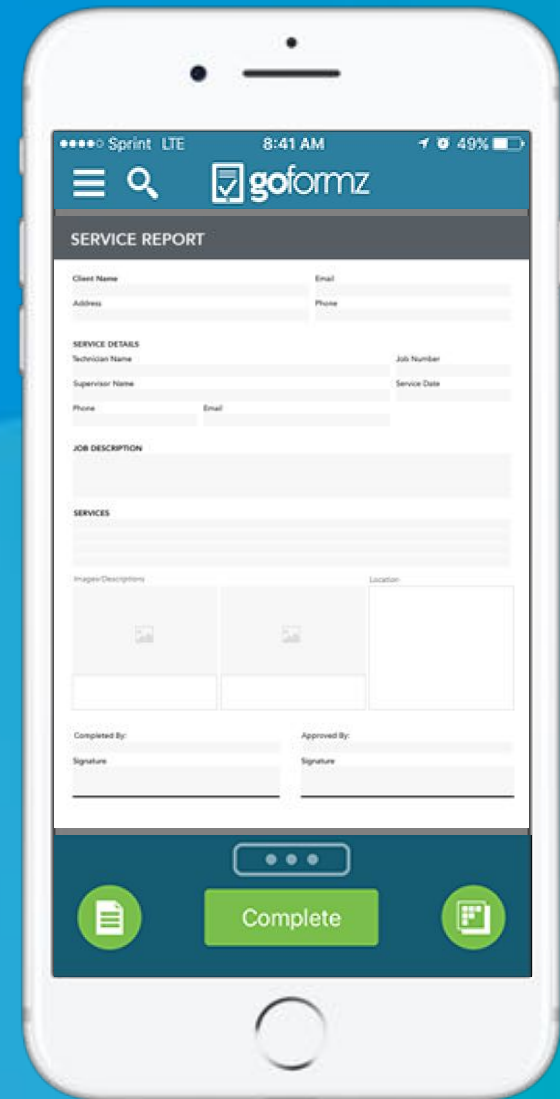 Sprint LTE 8:41 AM 49%
goformz
SERVICE REPORT
Client Name Email
Address Phone
SERVICE DETAILS
Technician Name Job Number
Supervisor Name Service Date
Phone Email
JOB DESCRIPTION
SERVICES
Images/Descriptions Location
Completed By: Approved By:
Signature Signature
Complete